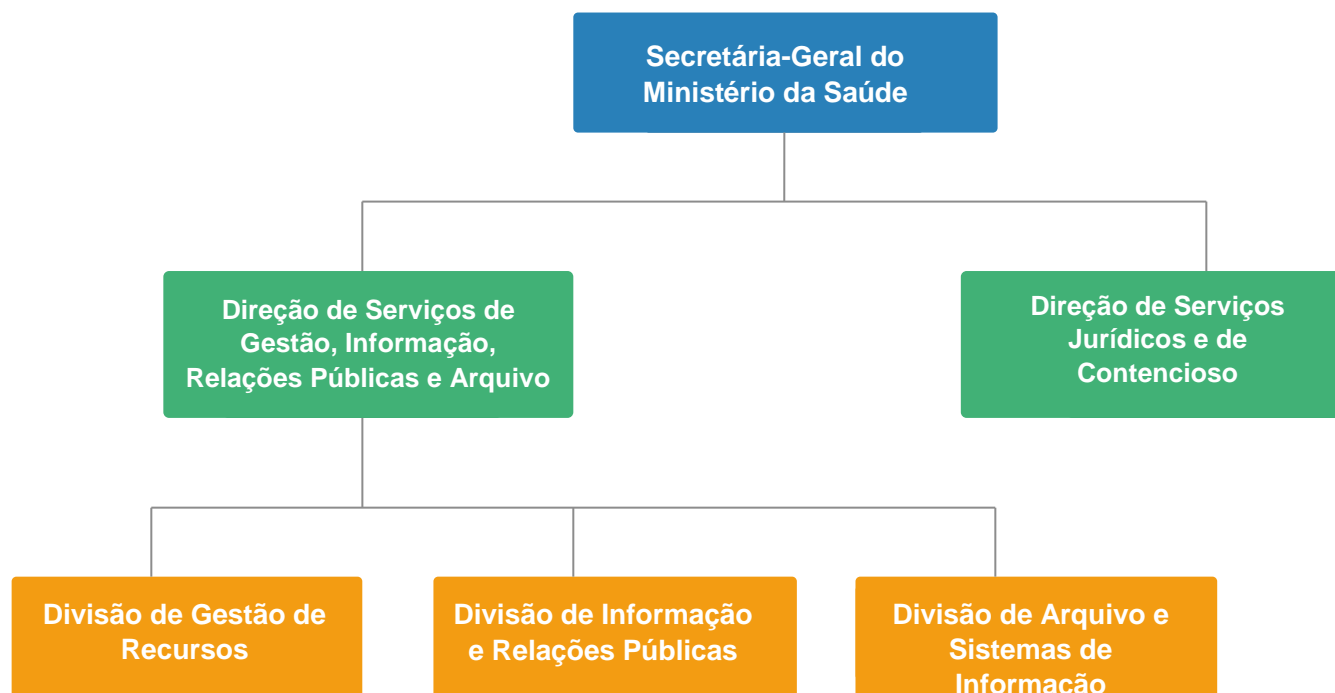 Secretária-Geral do
Ministério da Saúde
Direção de Serviços de
Gestão, Informação,
Relações Públicas e Arquivo
Direção de Serviços
Jurídicos e de
Contencioso
Divisão de Gestão de
Recursos
Divisão de Informação
e Relações Públicas
Divisão de Arquivo e
Sistemas de
Informação